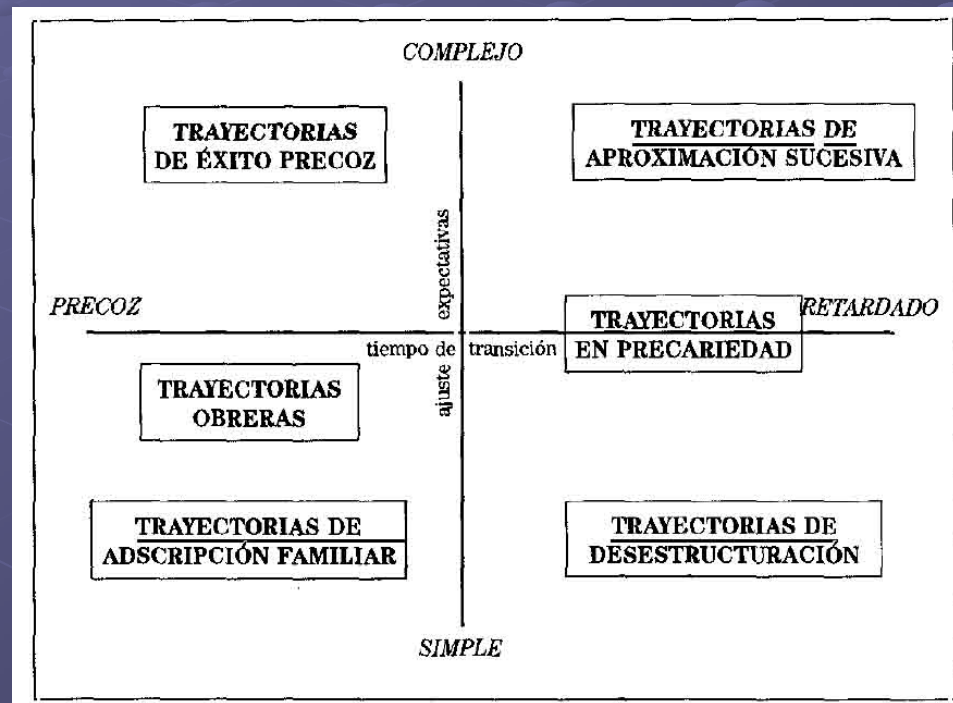 COMPLEJO
TRAYECTORIAS
DE ÉXITO PRECOZ
TRAYECTORIAS DE
APROXIMACIÓN SUCESIVA
expectativas
PRECOZ
RETARDADO
TRAYECTORIAS
EN PRECARIEDAD
tiempo de transición
ajuste
TRAYECTORIAS
OBRERAS
TRAYECTORIAS DE
ADSCRIPCIÓN FAMILIAR
TRAYECTORIAS DE
DESESTRUCTURACIÓN
SIMPLE